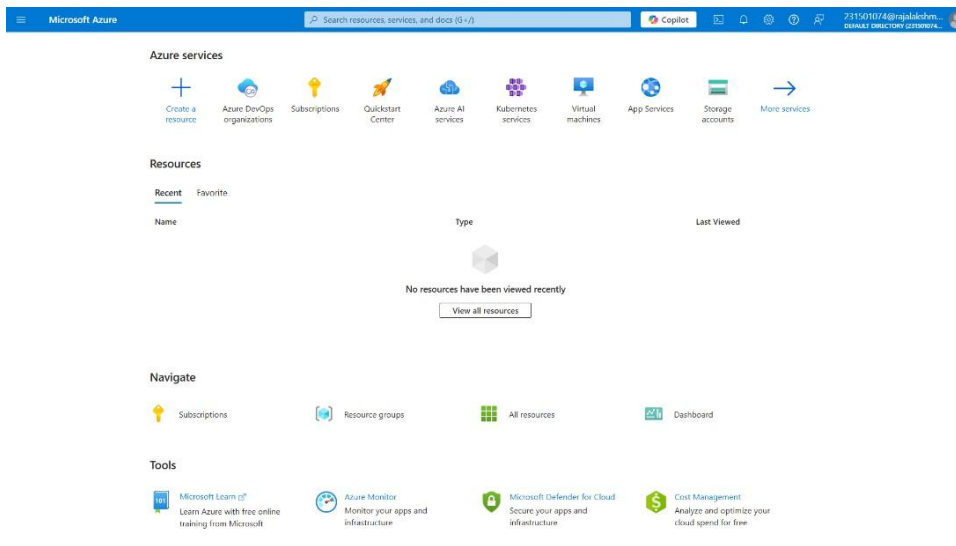 Microsoft Azure
Search resources, services, and docs (G+/)
Copilot
231501074@rajalakshm...
DEFAULT DIRECTORY (231501074...
Azure services
Create a
resource
Azure DevOps
organizations
Subscriptions
Quickstart
Center
Azure AI
services
Kubernetes
services
Virtual
machines
App Services
Storage
accounts
More services
Resources
Recent
Favorite
Name
Type
Last Viewed
No resources have been viewed recently
View all resources
Navigate
Subscriptions
Resource groups
All resources
Dashboard
Tools
101
Microsoft Learn
Learn Azure with free online
training from Microsoft
Azure Monitor
Monitor your apps and
infrastructure
Microsoft Defender for Cloud
Secure your apps and
infrastructure
Cost Management
Analyze and optimize your
cloud spend for free